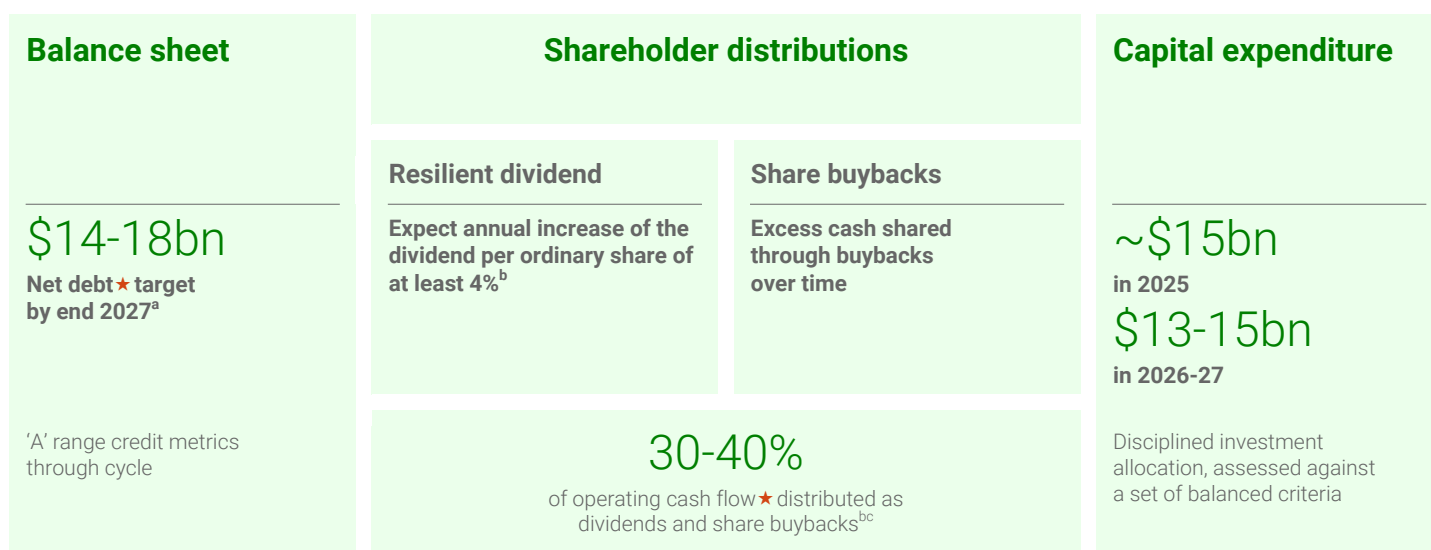 Balance sheet
$14-18bn
Net debt★ target
by end 2027ᵃ
‘A’ range credit metrics
through cycle
Shareholder distributions
Resilient dividend
Expect annual increase of the
dividend per ordinary share of
at least 4%ᵇ
Share buybacks
Excess cash shared
through buybacks
over time
30-40%
of operating cash flow★ distributed as
dividends and share buybacksᵇᶜ
Capital expenditure
~$15bn
in 2025
$13-15bn
in 2026-27
Disciplined investment
allocation, assessed against
a set of balanced criteria